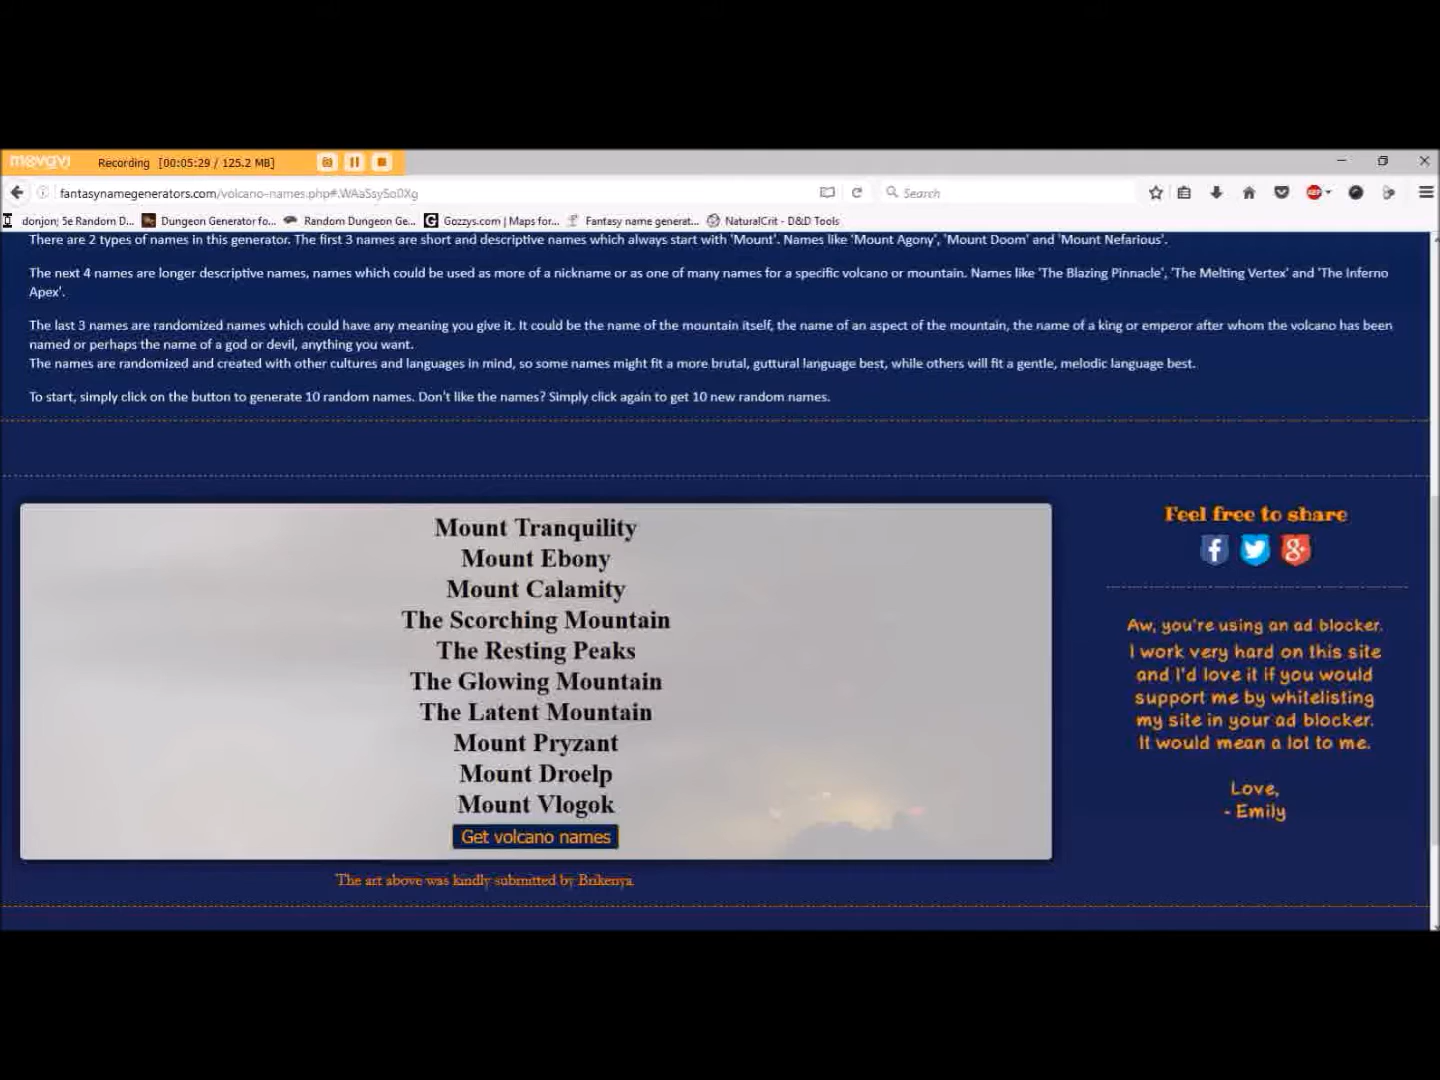 movavi Recording [00:05:29 / 125.2 MB]
fantasynamegenerators.com/volcano-names.php#.WAaSsySo0Xg Search
donjon; 5e Random D... Dungeon Generator fo... Random Dungeon Ge... Gozzys.com | Maps for... Fantasy name generat... NaturalCrit - D&D Tools
There are 2 types of names in this generator. The first 3 names are short and descriptive names which always start with 'Mount'. Names like 'Mount Agony', 'Mount Doom' and 'Mount Nefarious'.
The next 4 names are longer descriptive names, names which could be used as more of a nickname or as one of many names for a specific volcano or mountain. Names like 'The Blazing Pinnacle', 'The Melting Vertex' and 'The Inferno
Apex'.
The last 3 names are randomized names which could have any meaning you give it. It could be the name of the mountain itself, the name of an aspect of the mountain, the name of a king or emperor after whom the volcano has been
named or perhaps the name of a god or devil, anything you want.
The names are randomized and created with other cultures and languages in mind, so some names might fit a more brutal, guttural language best, while others will fit a gentle, melodic language best.
To start, simply click on the button to generate 10 random names. Don't like the names? Simply click again to get 10 new random names.
Mount Tranquility
Mount Ebony
Mount Calamity
The Scorching Mountain
The Resting Peaks
The Glowing Mountain
The Latent Mountain
Mount Pryzant
Mount Droelp
Mount Vlogok
Get volcano names
The art above was kindly submitted by Brikenya
Feel free to share
Aw, you're using an ad blocker.
I work very hard on this site
and I'd love it if you would
support me by whitelisting
my site in your ad blocker.
It would mean a lot to me.
Love,
- Emily